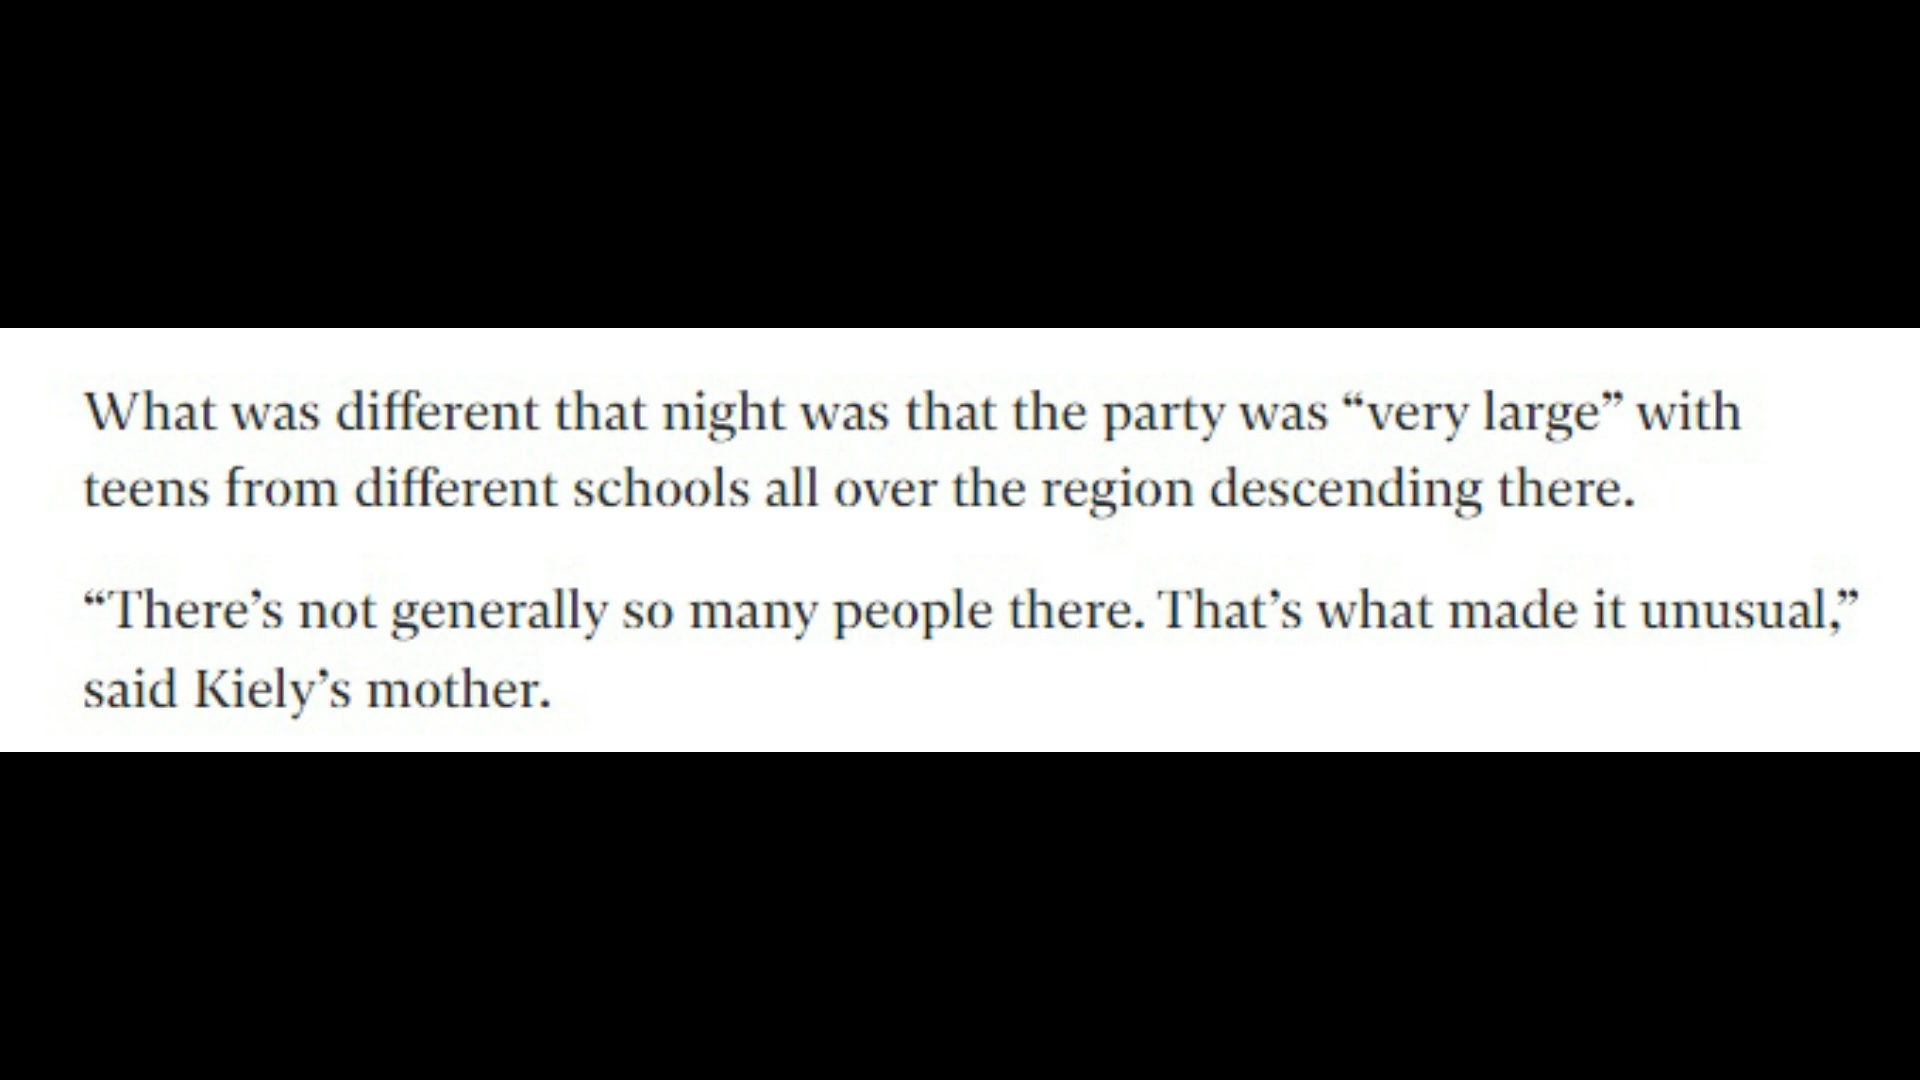 What was different that night was that the party was “very large” with
teens from different schools all over the region descending there.
“There’s not generally so many people there. That’s what made it unusual,”
said Kiely’s mother.